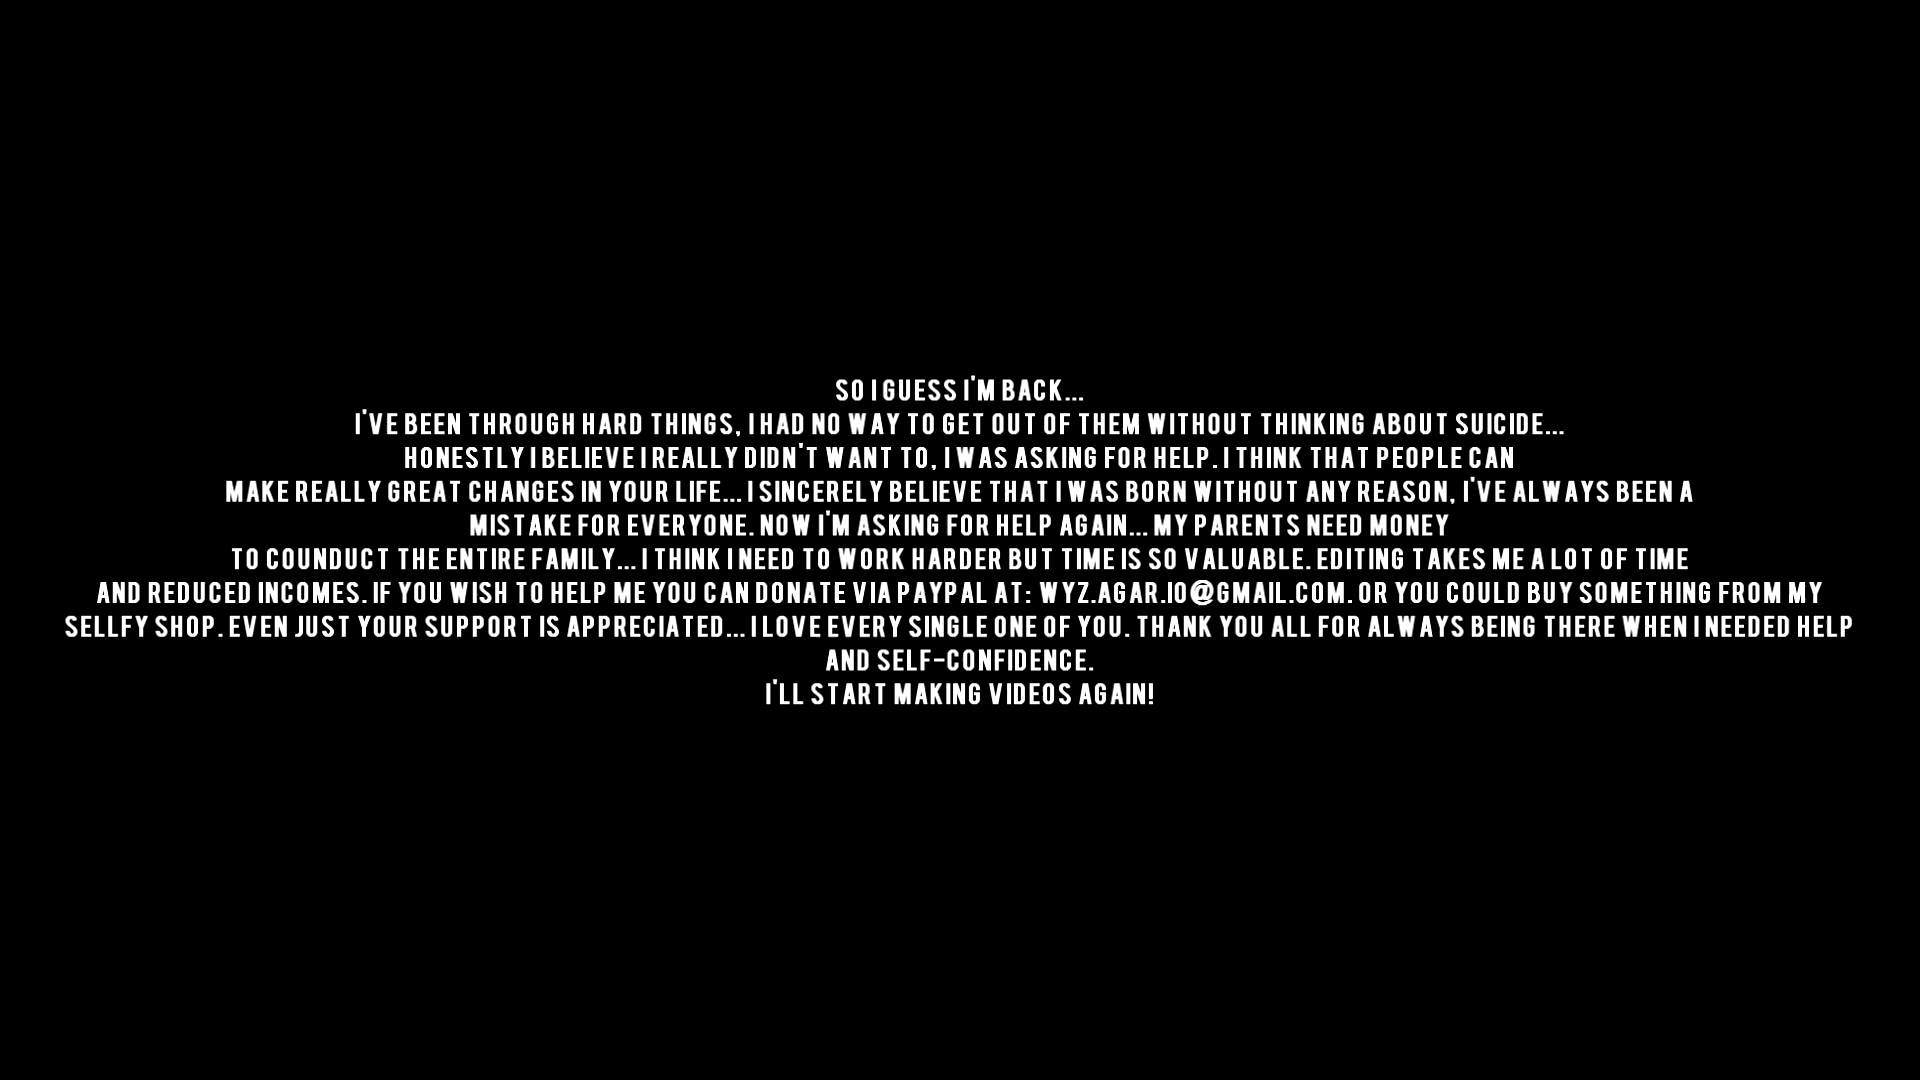 SO I GUESS I'M BACK...
I'VE BEEN THROUGH HARD THINGS, I HAD NO WAY TO GET OUT OF THEM WITHOUT THINKING ABOUT SUICIDE...
HONESTLY I BELIEVE I REALLY DIDN'T WANT TO, I WAS ASKING FOR HELP. I THINK THAT PEOPLE CAN
MAKE REALLY GREAT CHANGES IN YOUR LIFE... I SINCERELY BELIEVE THAT I WAS BORN WITHOUT ANY REASON, I'VE ALWAYS BEEN A
MISTAKE FOR EVERYONE. NOW I'M ASKING FOR HELP AGAIN... MY PARENTS NEED MONEY
TO COUNDUCT THE ENTIRE FAMILY... I THINK I NEED TO WORK HARDER BUT TIME IS SO VALUABLE. EDITING TAKES ME A LOT OF TIME
AND REDUCED INCOMES. IF YOU WISH TO HELP ME YOU CAN DONATE VIA PAYPAL AT: WYZ.AGAR.IO@GMAIL.COM. OR YOU COULD BUY SOMETHING FROM MY
SELLFY SHOP. EVEN JUST YOUR SUPPORT IS APPRECIATED... I LOVE EVERY SINGLE ONE OF YOU. THANK YOU ALL FOR ALWAYS BEING THERE WHEN I NEEDED HELP
AND SELF-CONFIDENCE.
I'LL START MAKING VIDEOS AGAIN!